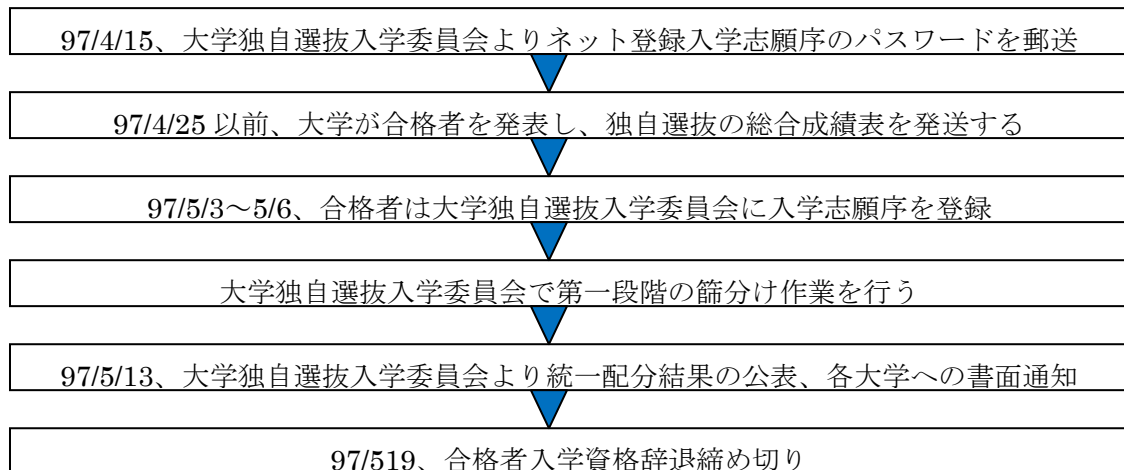 97/4/15、大学独自選抜入学委員会よりネット登録入学志願序のパスワードを郵送
97/4/25 以前、大学が合格者を発表し、独自選抜の総合成績表を発送する
97/5/3～5/6、合格者は大学独自選抜入学委員会に入学志願序を登録
大学独自選抜入学委員会で第一段階の篩分け作業を行う
97/5/13、大学独自選抜入学委員会より統一配分結果の公表、各大学への書面通知
97/519、合格者入学資格辞退締め切り